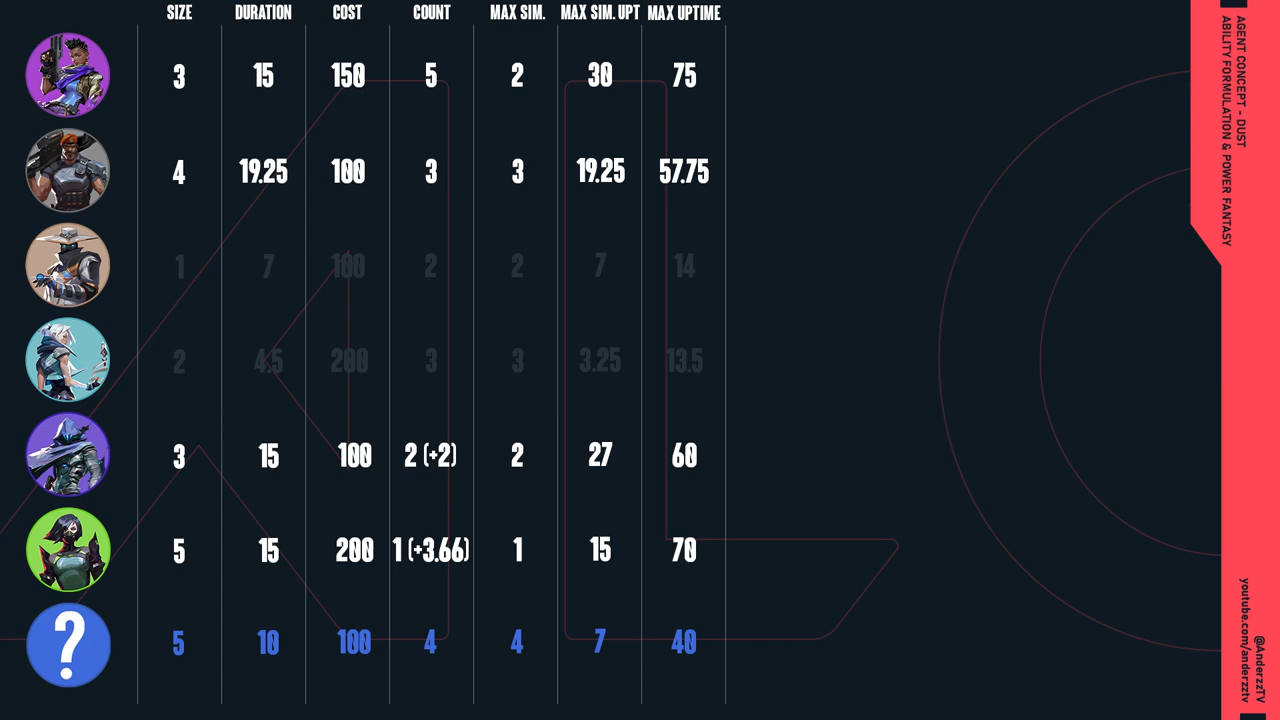 SIZE DURATION COST COUNT MAX SIM. MAX SIM. UPT MAX UPTIME
3 15 150 5 2 30 75
4 19.25 100 3 3 19.25 57.75
1 7 100 2 2 7 14
2 4.5 200 3 3 3.25 13.5
3 15 100 2 (+2) 2 27 60
5 15 200 1 (+3.66) 1 15 70
? 5 10 100 4 4 7 40
AGENT CONCEPT - DUST
ABILITY FORMULATION & POWER FANTASY
@AnderzzTV
youtube.com/anderzztv